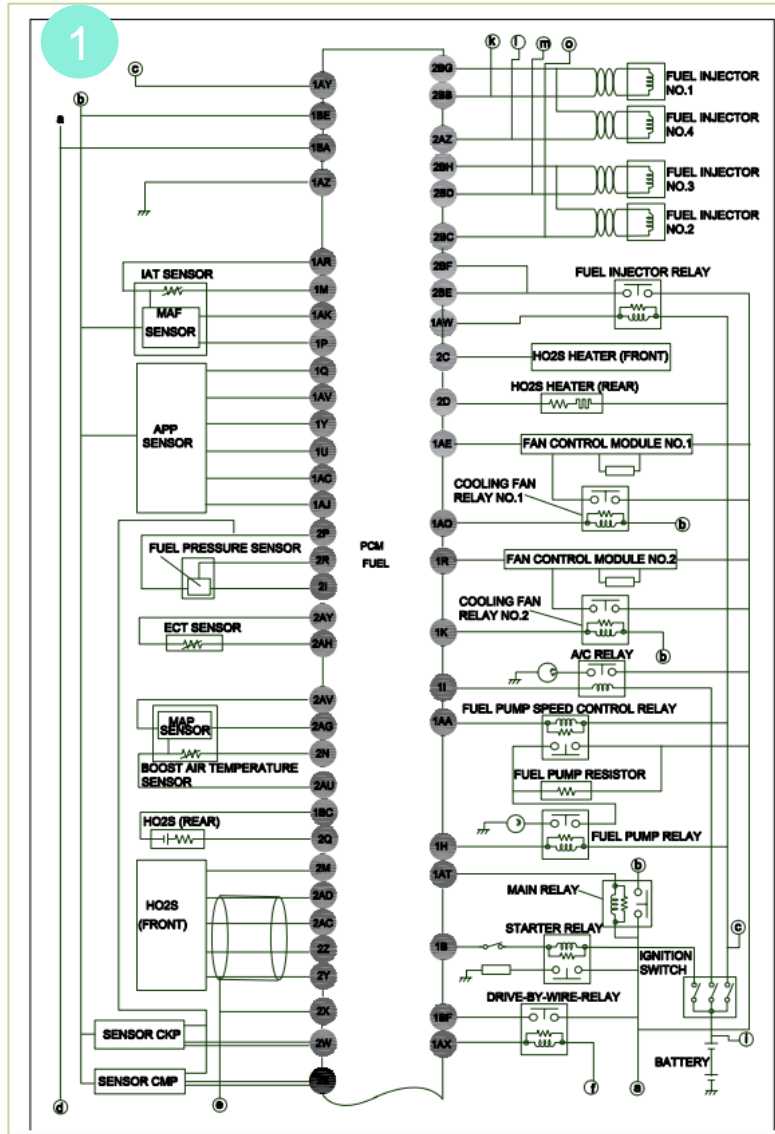 1
c
b
a
1AY
1BE
1BA
1AZ
1AR
IAT SENSOR
1M
MAF
SENSOR
1AK
1P
1Q
1AV
APP
SENSOR
1Y
1U
1AC
1AJ
2P
FUEL PRESSURE SENSOR
2R
2I
2AY
ECT SENSOR
2AH
2AV
MAP
SENSOR
2AG
2N
BOOST AIR TEMPERATURE
SENSOR
2AU
1BC
HO2S (REAR)
2Q
2M
HO2S
(FRONT)
2AD
2AC
2Z
2Y
2X
SENSOR CKP
2W
SENSOR CMP
d
e
PCM
FUEL
k
l
m
o
2BG
FUEL INJECTOR
NO.1
2BB
FUEL INJECTOR
NO.4
2AZ
2BH
FUEL INJECTOR
NO.3
2BD
FUEL INJECTOR
NO.2
2BC
2BF
FUEL INJECTOR RELAY
2BE
1AW
2C
HO2S HEATER (FRONT)
HO2S HEATER (REAR)
2D
1AE
FAN CONTROL MODULE NO.1
COOLING FAN
RELAY NO.1
1AO
b
1R
FAN CONTROL MODULE NO.2
COOLING FAN
RELAY NO.2
1K
b
A/C RELAY
1I
FUEL PUMP SPEED CONTROL RELAY
1AA
FUEL PUMP RESISTOR
FUEL PUMP RELAY
1H
1AT
b
MAIN RELAY
STARTER RELAY
c
1B
IGNITION
SWITCH
DRIVE-BY-WIRE-RELAY
1BF
1AX
i
BATTERY
f
a